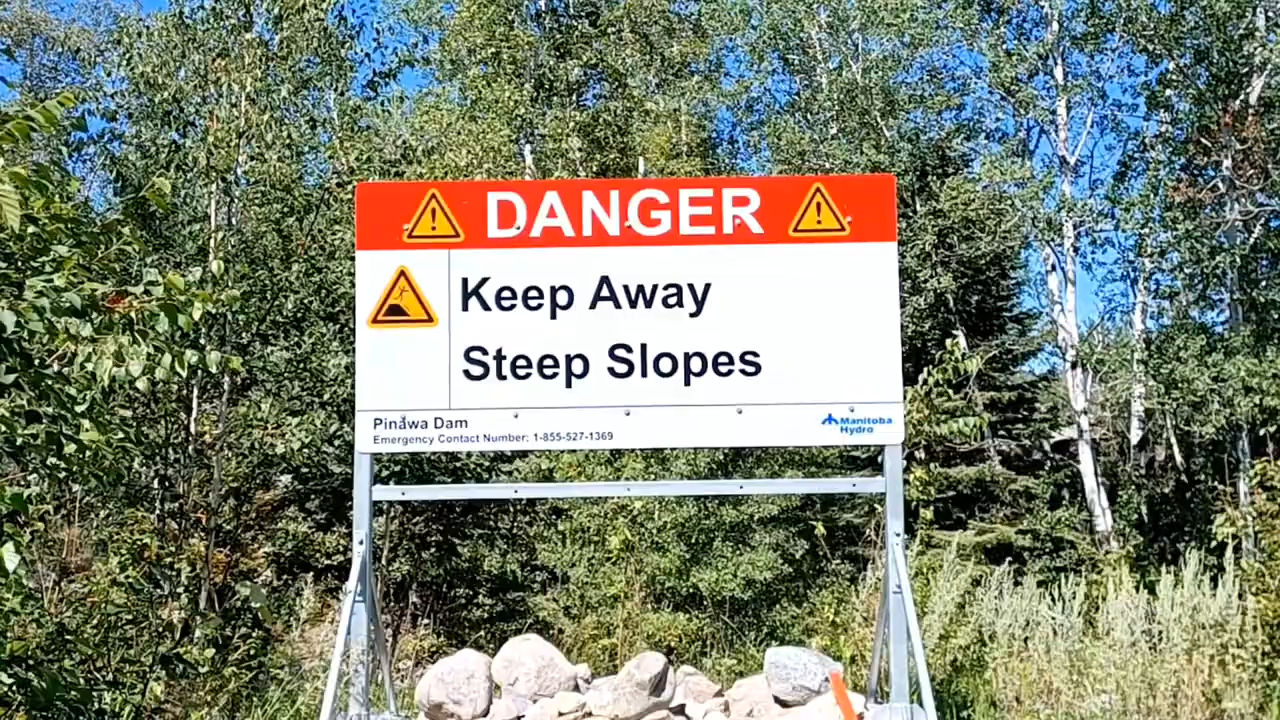 DANGER
Keep Away
Steep Slopes
Pinawa Dam
Emergency Contact Number: 1-855-527-1369
Manitoba
Hydro